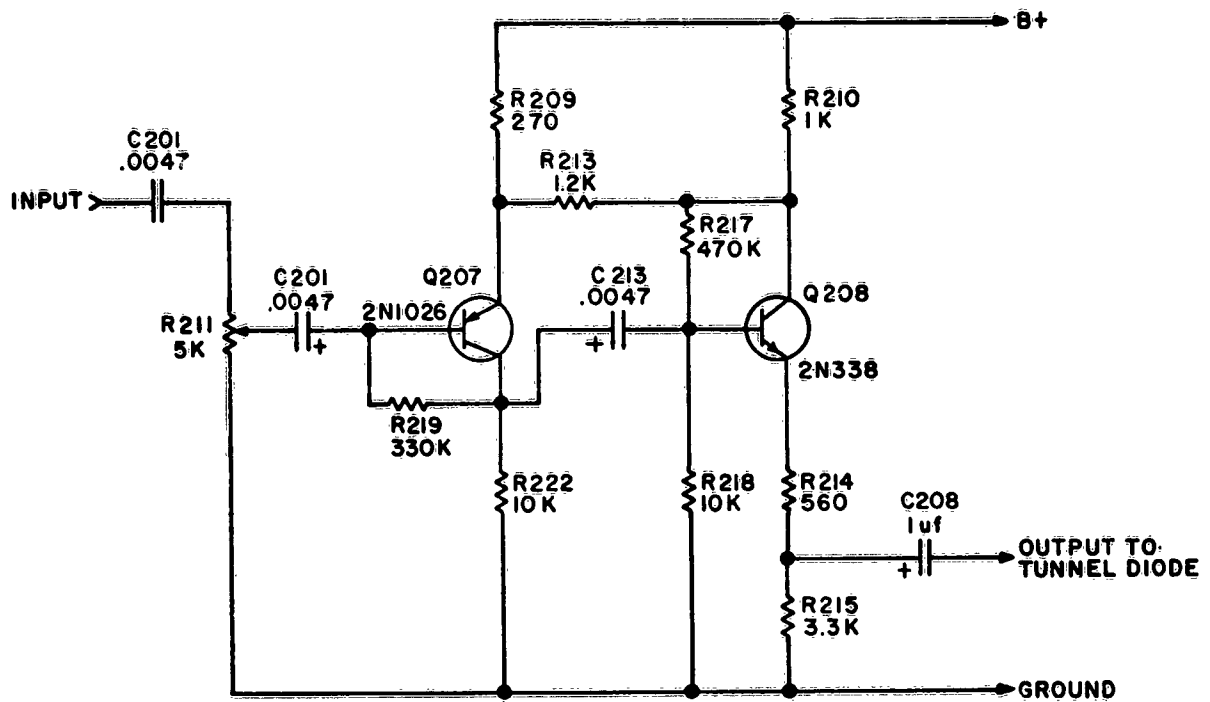 B+
R209
270
R210
1K
C201
.0047
R213
1.2K
INPUT
R217
470K
C201
.0047
Q207
C213
.0047
Q208
2N1026
R211
5K
+
+
2N338
R219
330K
R222
10K
R218
10K
R214
560
C208
1uf
+
OUTPUT TO
TUNNEL DIODE
R215
3.3K
GROUND